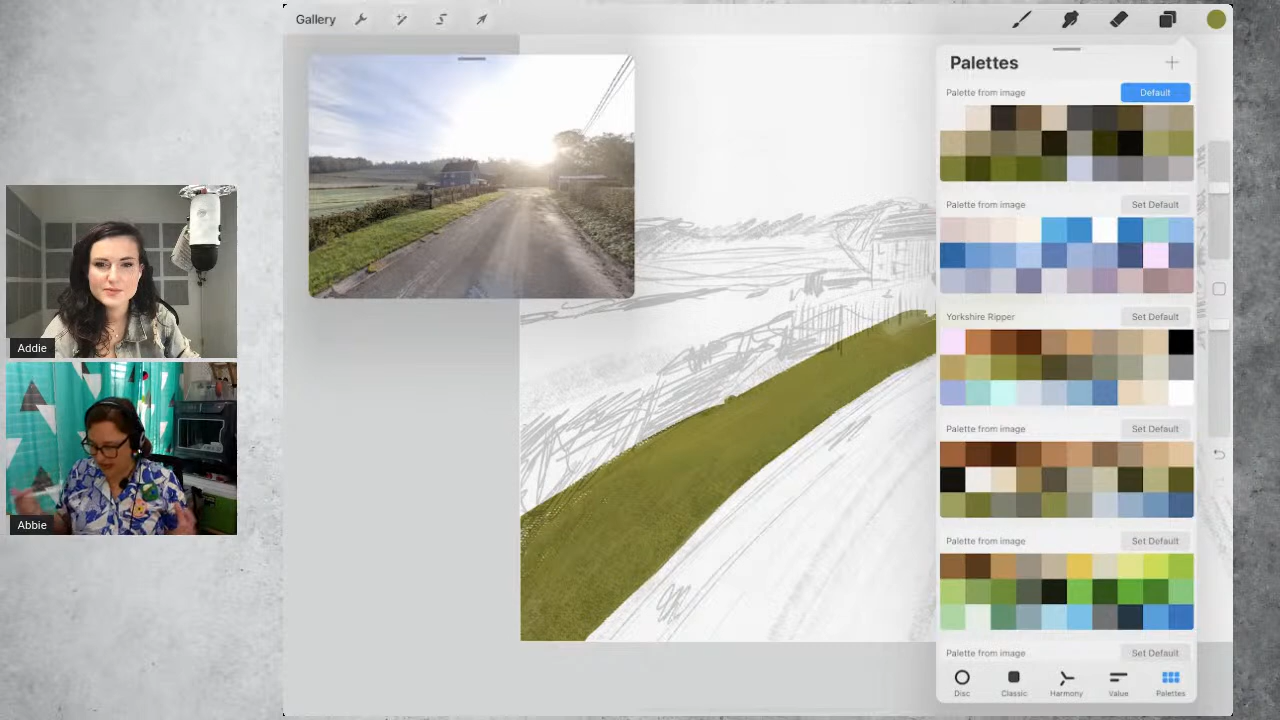 Gallery
Palettes
Palette from image
Default
Palette from image
Set Default
Yorkshire Ripper
Set Default
Palette from image
Set Default
Palette from image
Set Default
Palette from image
Set Default
Disc
Classic
Harmony
Value
Palettes
Addie
Abbie